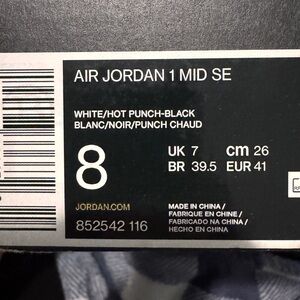 AIR JORDAN 1 MID SE
WHITE/HOT PUNCH-BLACK
BLANC/NOIR/PUNCH CHAUD
8
UK 7 cm 26
BR 39.5 EUR 41
JORDAN.COM
852542 116
MADE IN CHINA /
FABRIQUE EN CHINE /
FABRICADO NA CHINA /
HECHO EN CHINA